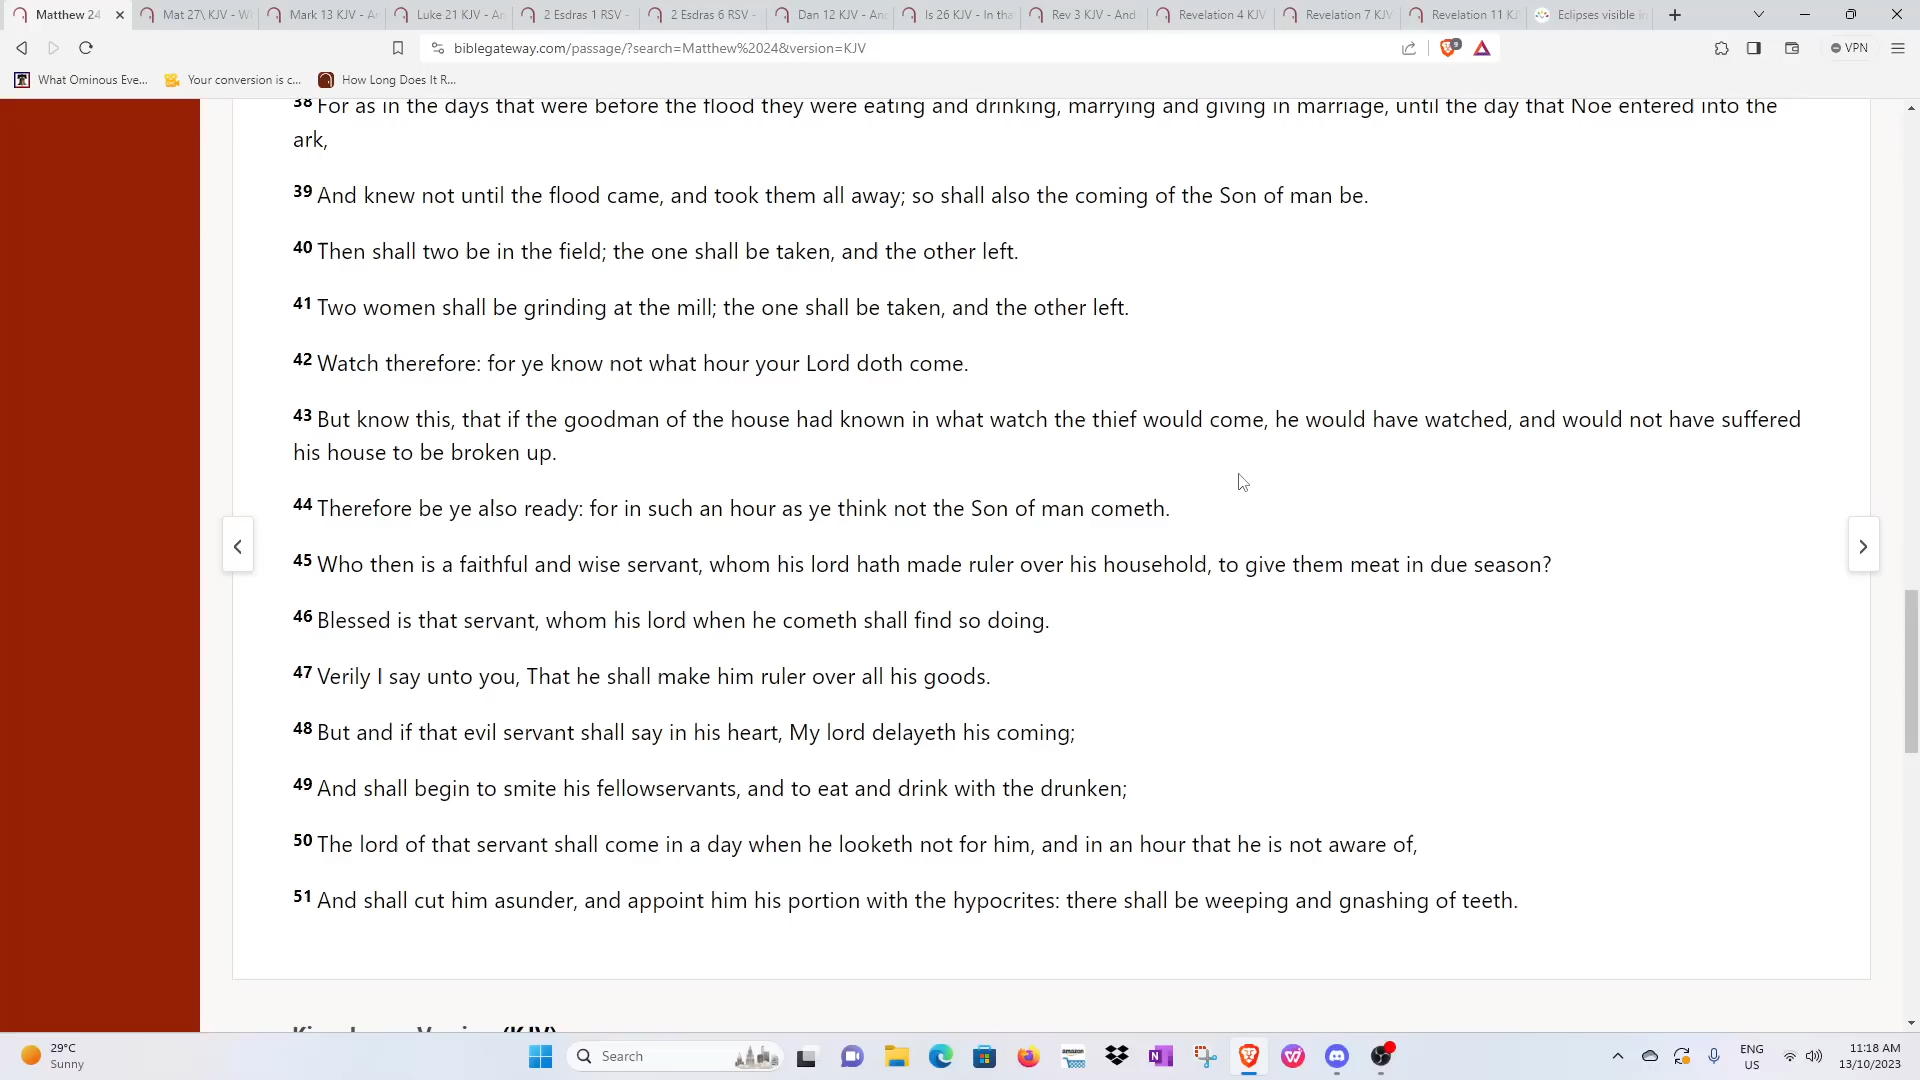 Matthew 24
Mat 27\ KJV - W
Mark 13 KJV - A
Luke 21 KJV - An
2 Esdras 1 RSV -
2 Esdras 6 RSV -
Dan 12 KJV - An
Is 26 KJV - In tha
Rev 3 KJV - And
Revelation 4 KJV
Revelation 7 KJV
Revelation 11 KJ
Eclipses visible in
biblegateway.com/passage/?search=Matthew%2024&version=KJV
VPN
What Ominous Eve...
Your conversion is c...
How Long Does It R...
38 For as in the days that were before the flood they were eating and drinking, marrying and giving in marriage, until the day that Noe entered into the
ark,
39 And knew not until the flood came, and took them all away; so shall also the coming of the Son of man be.
40 Then shall two be in the field; the one shall be taken, and the other left.
41 Two women shall be grinding at the mill; the one shall be taken, and the other left.
42 Watch therefore: for ye know not what hour your Lord doth come.
43 But know this, that if the goodman of the house had known in what watch the thief would come, he would have watched, and would not have suffered
his house to be broken up.
44 Therefore be ye also ready: for in such an hour as ye think not the Son of man cometh.
45 Who then is a faithful and wise servant, whom his lord hath made ruler over his household, to give them meat in due season?
46 Blessed is that servant, whom his lord when he cometh shall find so doing.
47 Verily I say unto you, That he shall make him ruler over all his goods.
48 But and if that evil servant shall say in his heart, My lord delayeth his coming;
49 And shall begin to smite his fellowservants, and to eat and drink with the drunken;
50 The lord of that servant shall come in a day when he looketh not for him, and in an hour that he is not aware of,
51 And shall cut him asunder, and appoint him his portion with the hypocrites: there shall be weeping and gnashing of teeth.
King James Version (KJV)
29°C
Sunny
Search
amazon
ENG
US
11:18 AM
13/10/2023